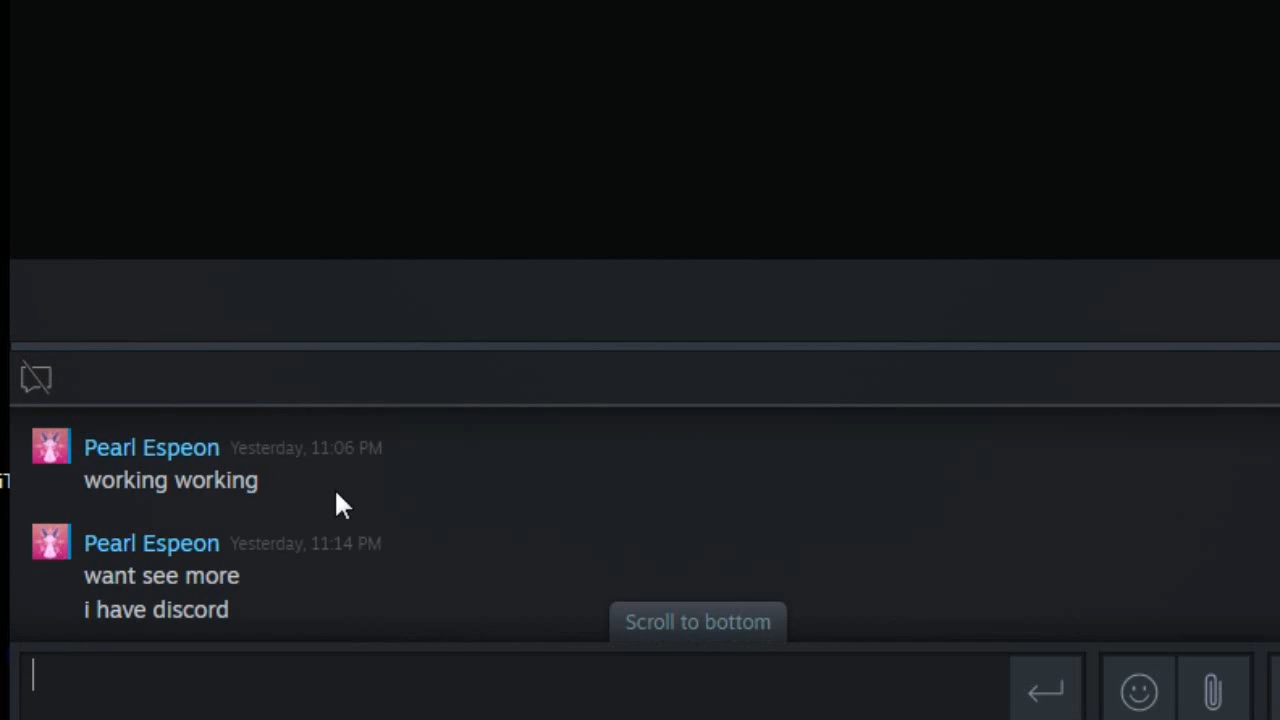 Pearl Espeon Yesterday, 11:06 PM
working working
Pearl Espeon Yesterday, 11:14 PM
want see more
i have discord
Scroll to bottom